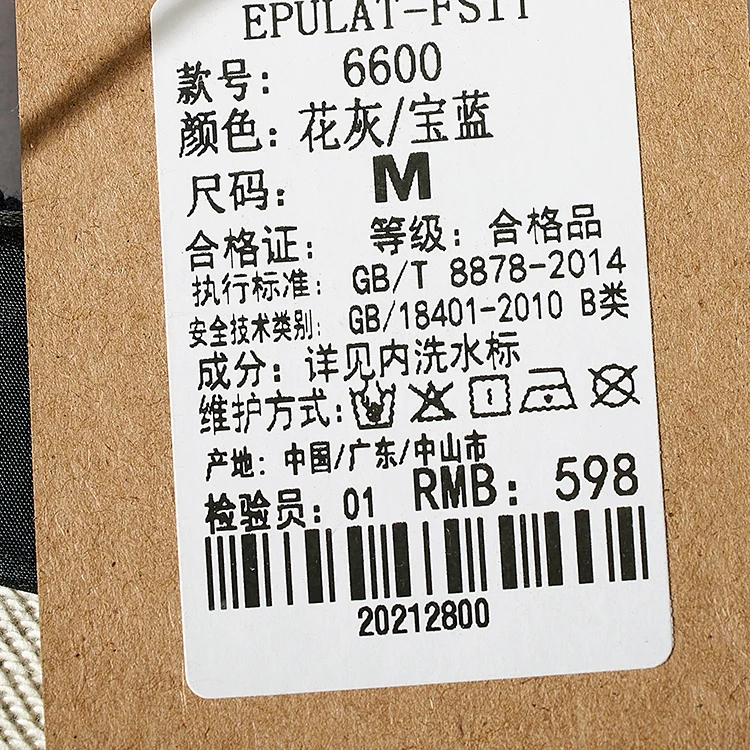 EPULAT-FS11
款号: 6600
颜色: 花灰/宝蓝
尺码: M
合格证: 等级: 合格品
执行标准: GB/T 8878-2014
安全技术类别: GB/18401-2010 B类
成分: 详见内洗水标
维护方式:
产地: 中国/广东/中山市
检验员: 01 RMB: 598
20212800